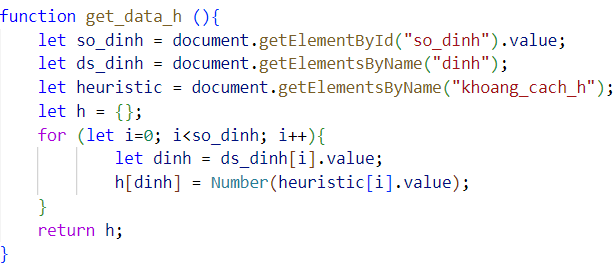 function get_data_h (){
    let so_dinh = document.getElementById("so_dinh").value;
    let ds_dinh = document.getElementsByName("dinh");
    let heuristic = document.getElementsByName("khoang_cach_h");
    let h = {};
    for (let i=0; i<so_dinh; i++){
            let dinh = ds_dinh[i].value;
            h[dinh] = Number(heuristic[i].value);
    }
    return h;
}